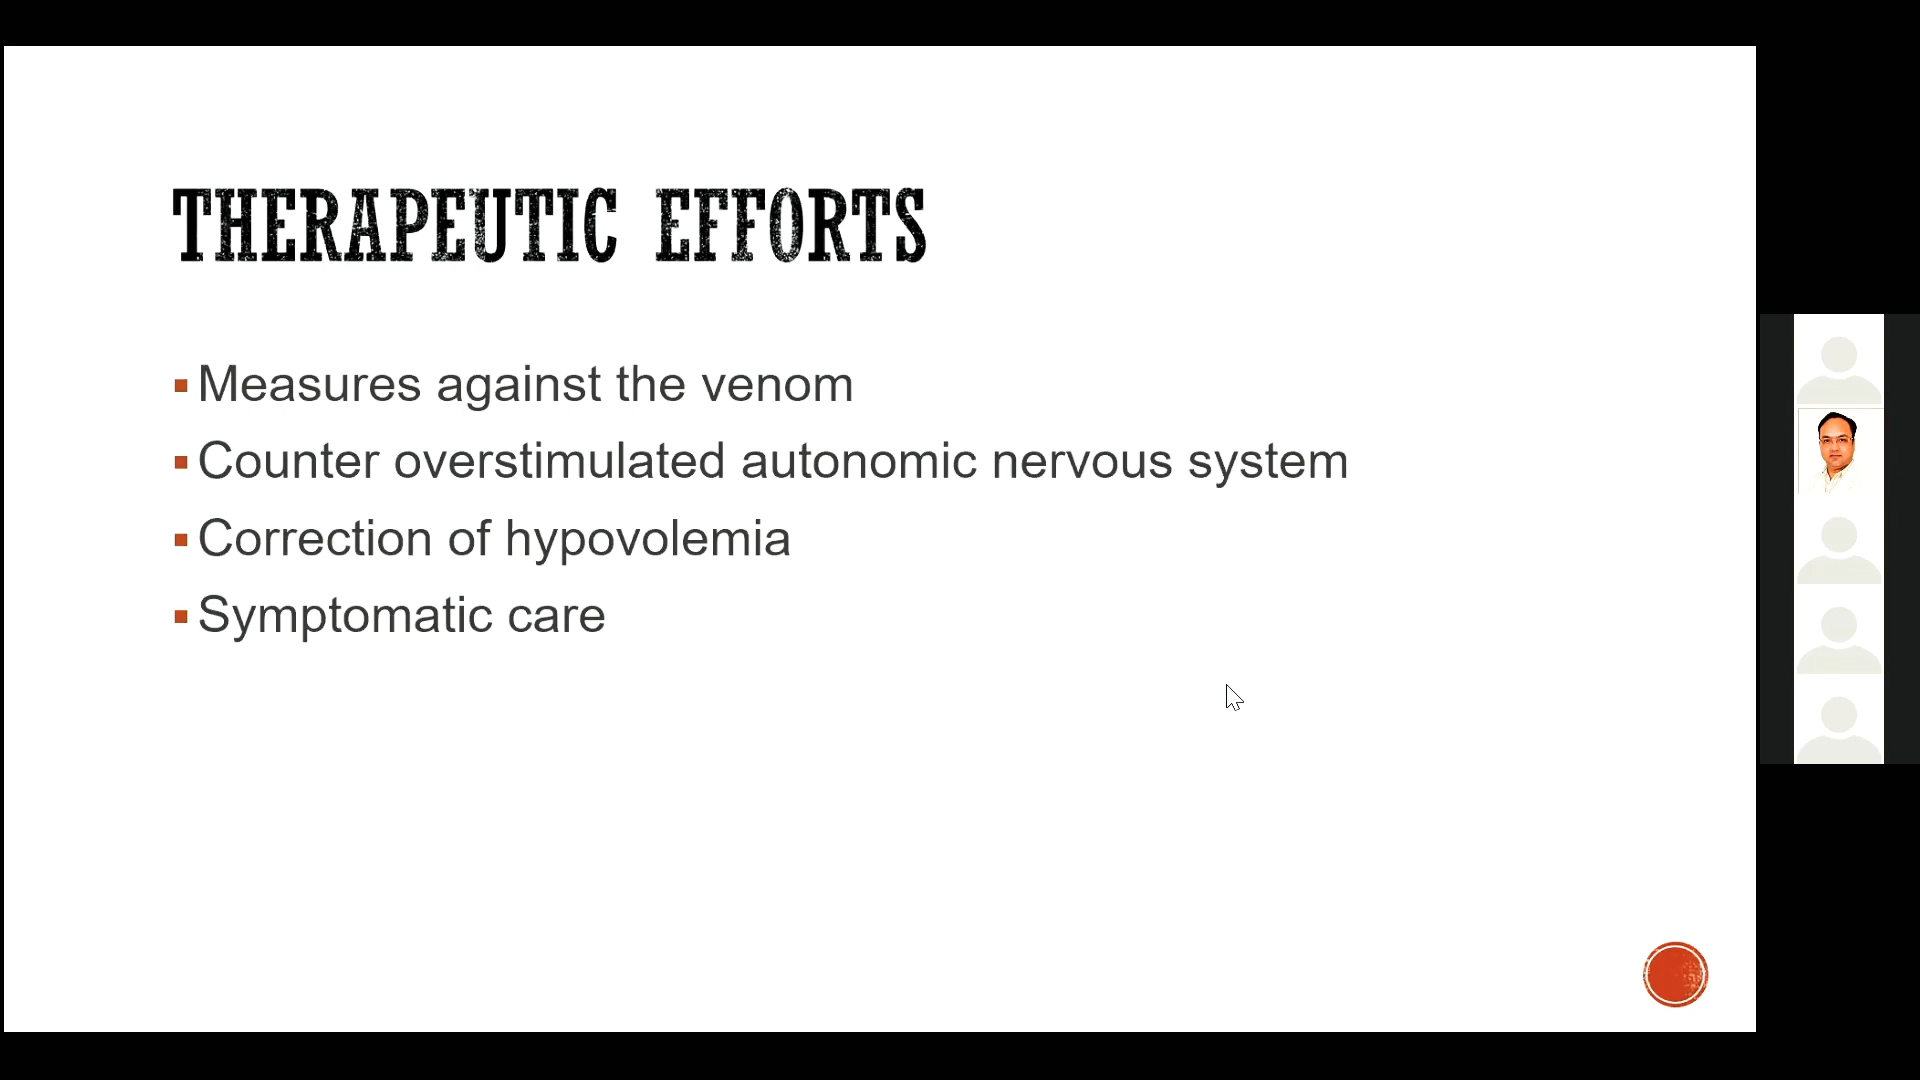 THERAPEUTIC EFFORTS
Measures against the venom
Counter overstimulated autonomic nervous system
Correction of hypovolemia
Symptomatic care